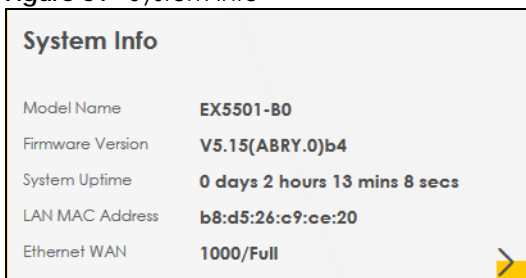 System Info
Model Name EX5501-B0
Firmware Version V5.15(ABRY.0)b4
System Uptime 0 days 2 hours 13 mins 8 secs
LAN MAC Address b8:d5:26:c9:ce:20
Ethernet WAN 1000/Full